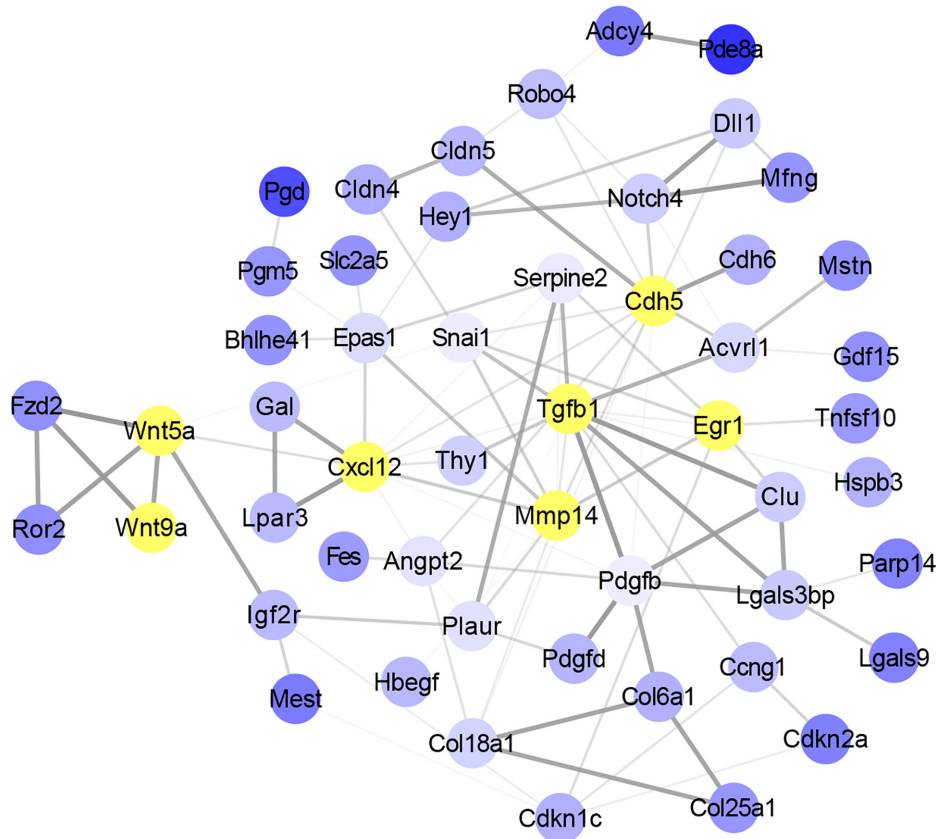 Adcy4
Pde8a
Robo4
Dll1
Cldn5
Cldn4
Mfng
Pgd
Notch4
Hey1
Slc2a5
Cdh6
Mstn
Pgm5
Serpine2
Cdh5
Bhlhe41
Epas1
Snai1
Acvrl1
Gdf15
Fzd2
Gal
Tgfb1
Tnfsf10
Wnt5a
Egr1
Cxcl12
Thy1
Hspb3
Clu
Lpar3
Mmp14
Ror2
Wnt9a
Fes
Angpt2
Parp14
Pdgfb
Lgals3bp
Igf2r
Plaur
Pdgfd
Lgals9
Ccng1
Hbegf
Mest
Col6a1
Col18a1
Cdkn2a
Col25a1
Cdkn1c